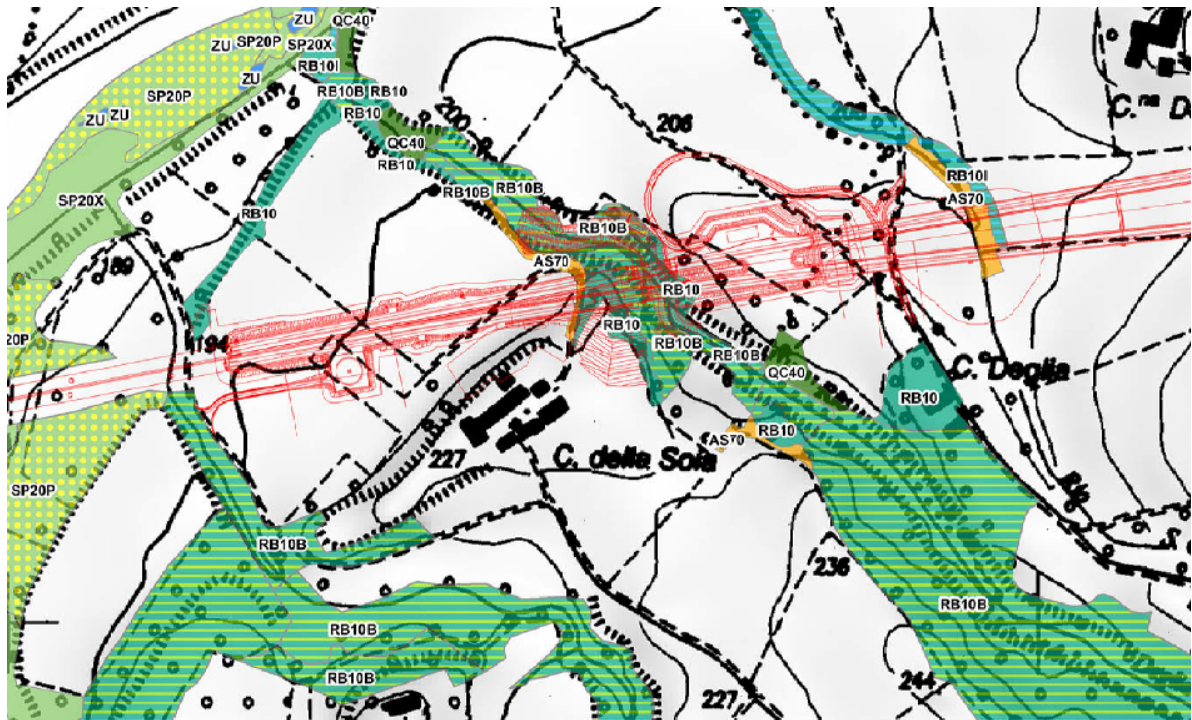 QC40
ZU
ZU
SP20P
SP20X
ZU
RB10I
SP20P
RB10B
RB10
ZU
ZU
RB10
200
206
C.na D
QC40
RB10
RB10I
RB10B
RB10B
AS70
SP20X
RB10
RB10B
189
AS70
RB10
RB10
194
RB10B
RB10B
QC40
C.a Deglia
RB10
AS70
RB10
227
C. della Sola
SP20P
RB10B
236
RB10B
RB10B
RB10B
244
227